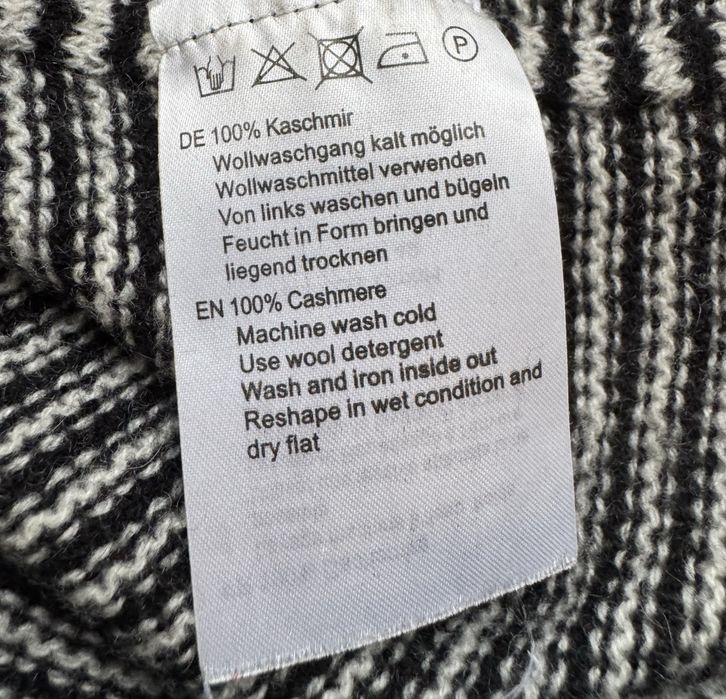 P
DE 100% Kaschmir
Wollwaschgang kalt möglich
Wollwaschmittel verwenden
Von links waschen und bügeln
Feucht in Form bringen und
liegend trocknen
EN 100% Cashmere
Machine wash cold
Use wool detergent
Wash and iron inside out
Reshape in wet condition and
dry flat